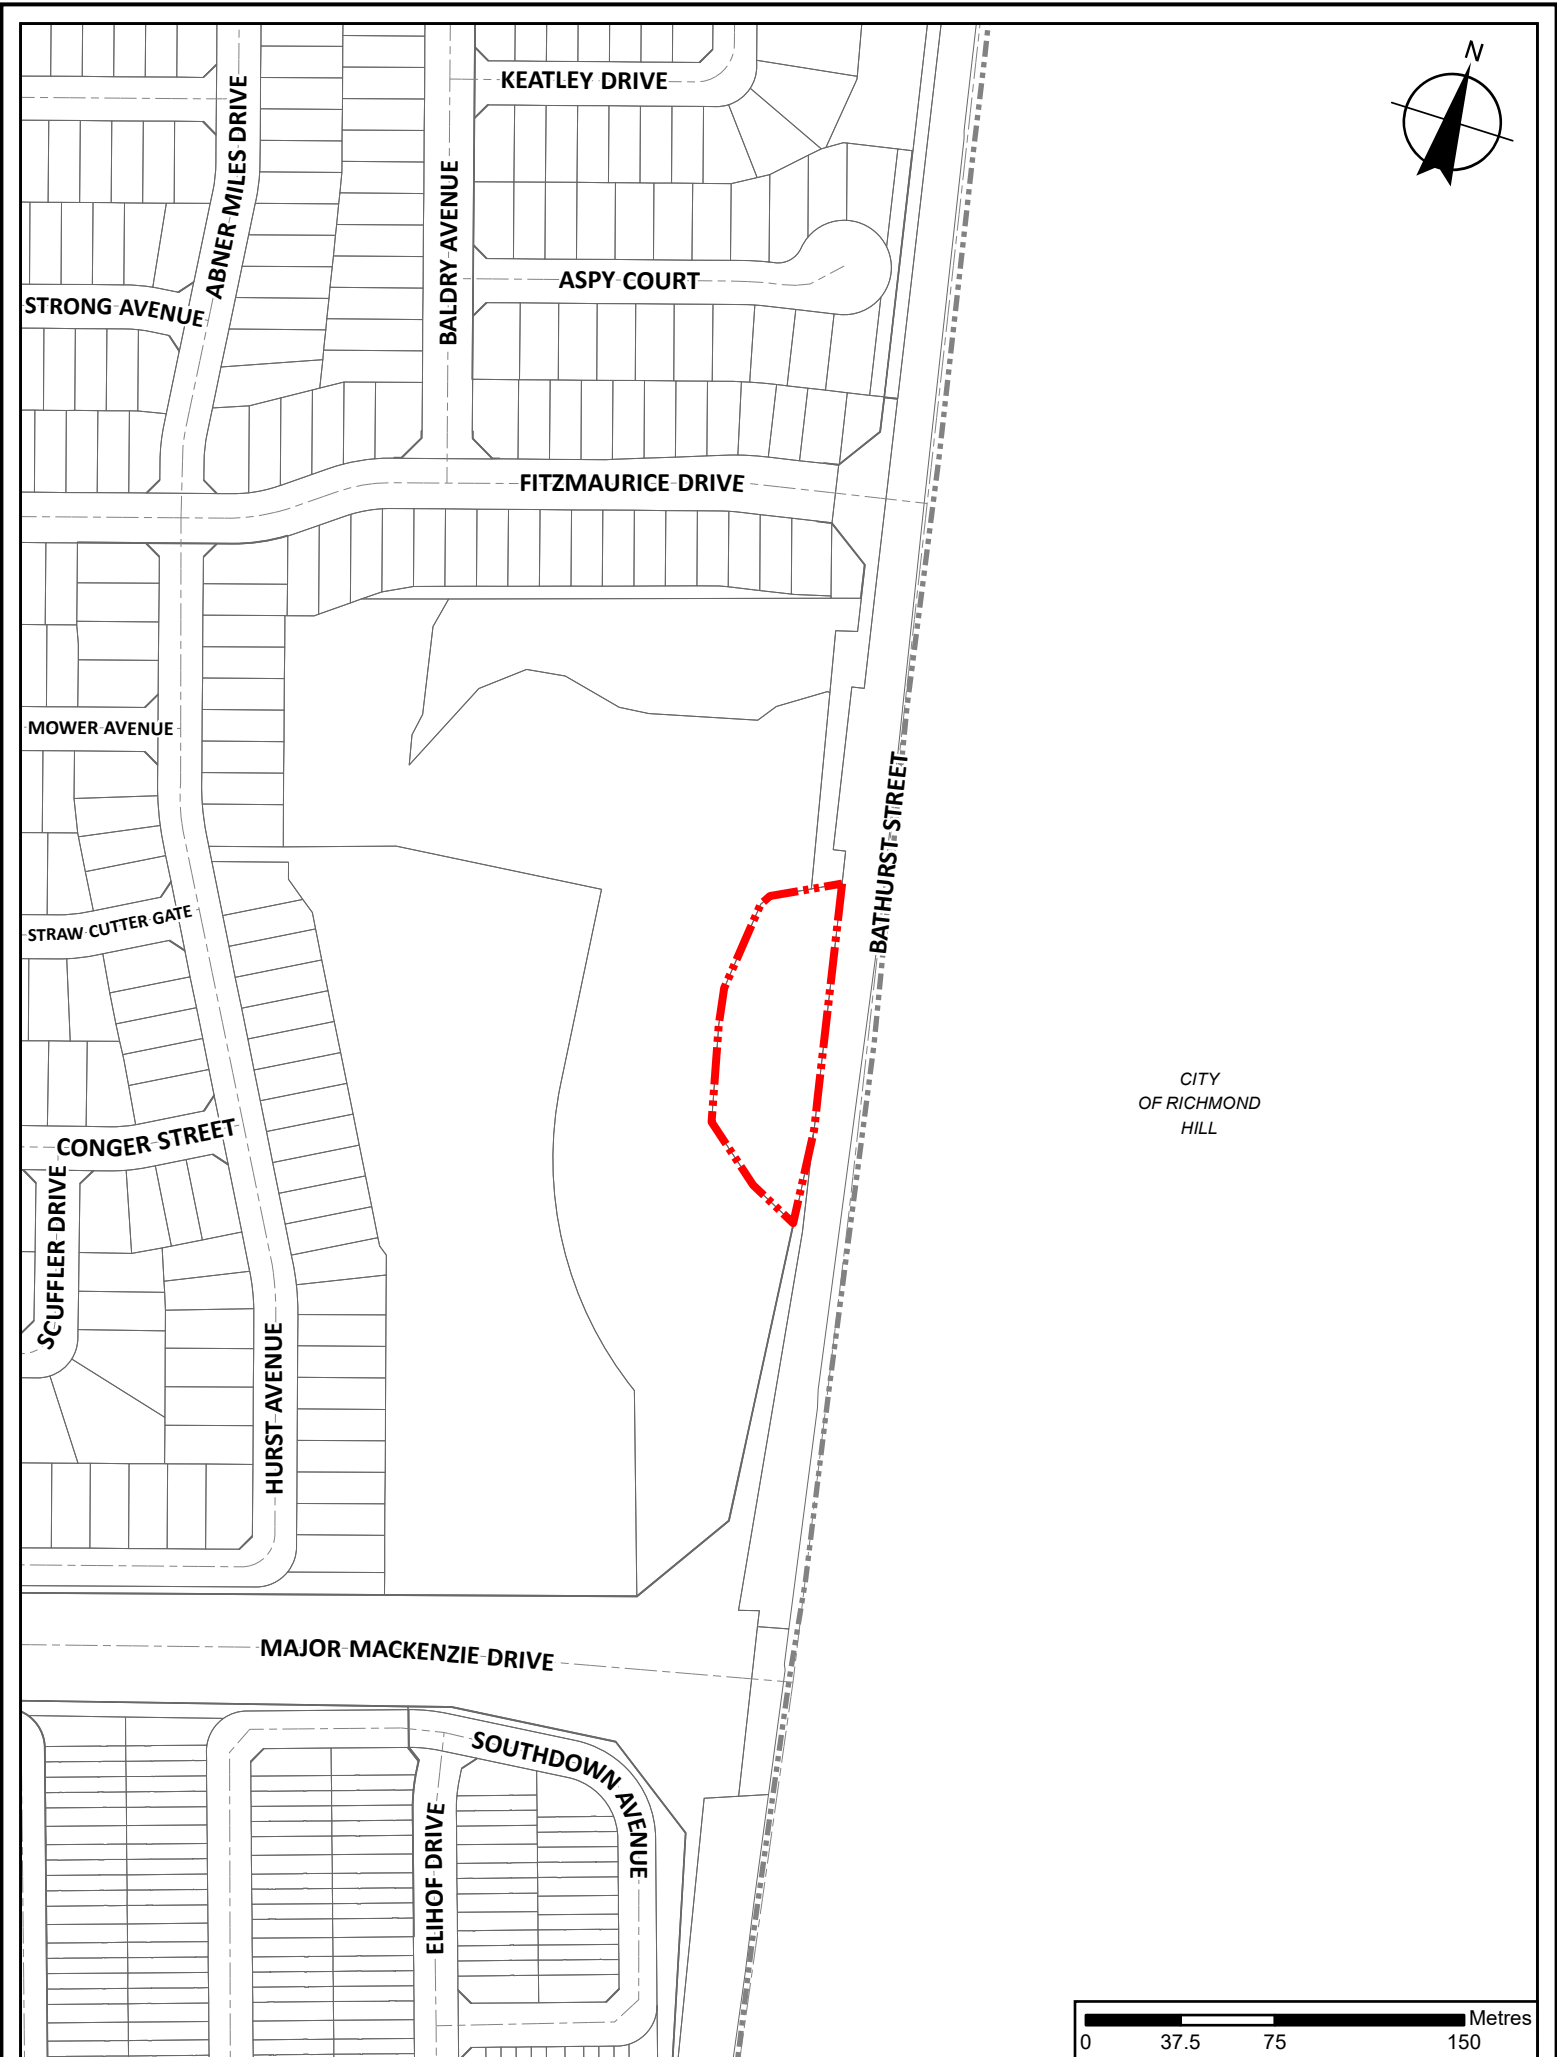 N
KEATLEY DRIVE
ABNER MILES DRIVE
BALDRY AVENUE
ASPY COURT
STRONG AVENUE
FITZMAURICE DRIVE
MOWER AVENUE
BATHURST STREET
STRAW CUTTER GATE
CITY
OF RICHMOND
HILL
CONGER STREET
SCUFFLER DRIVE
HURST AVENUE
MAJOR MACKENZIE DRIVE
SOUTHDOWN AVENUE
ELIHOF DRIVE
Metres
0 37.5 75 150